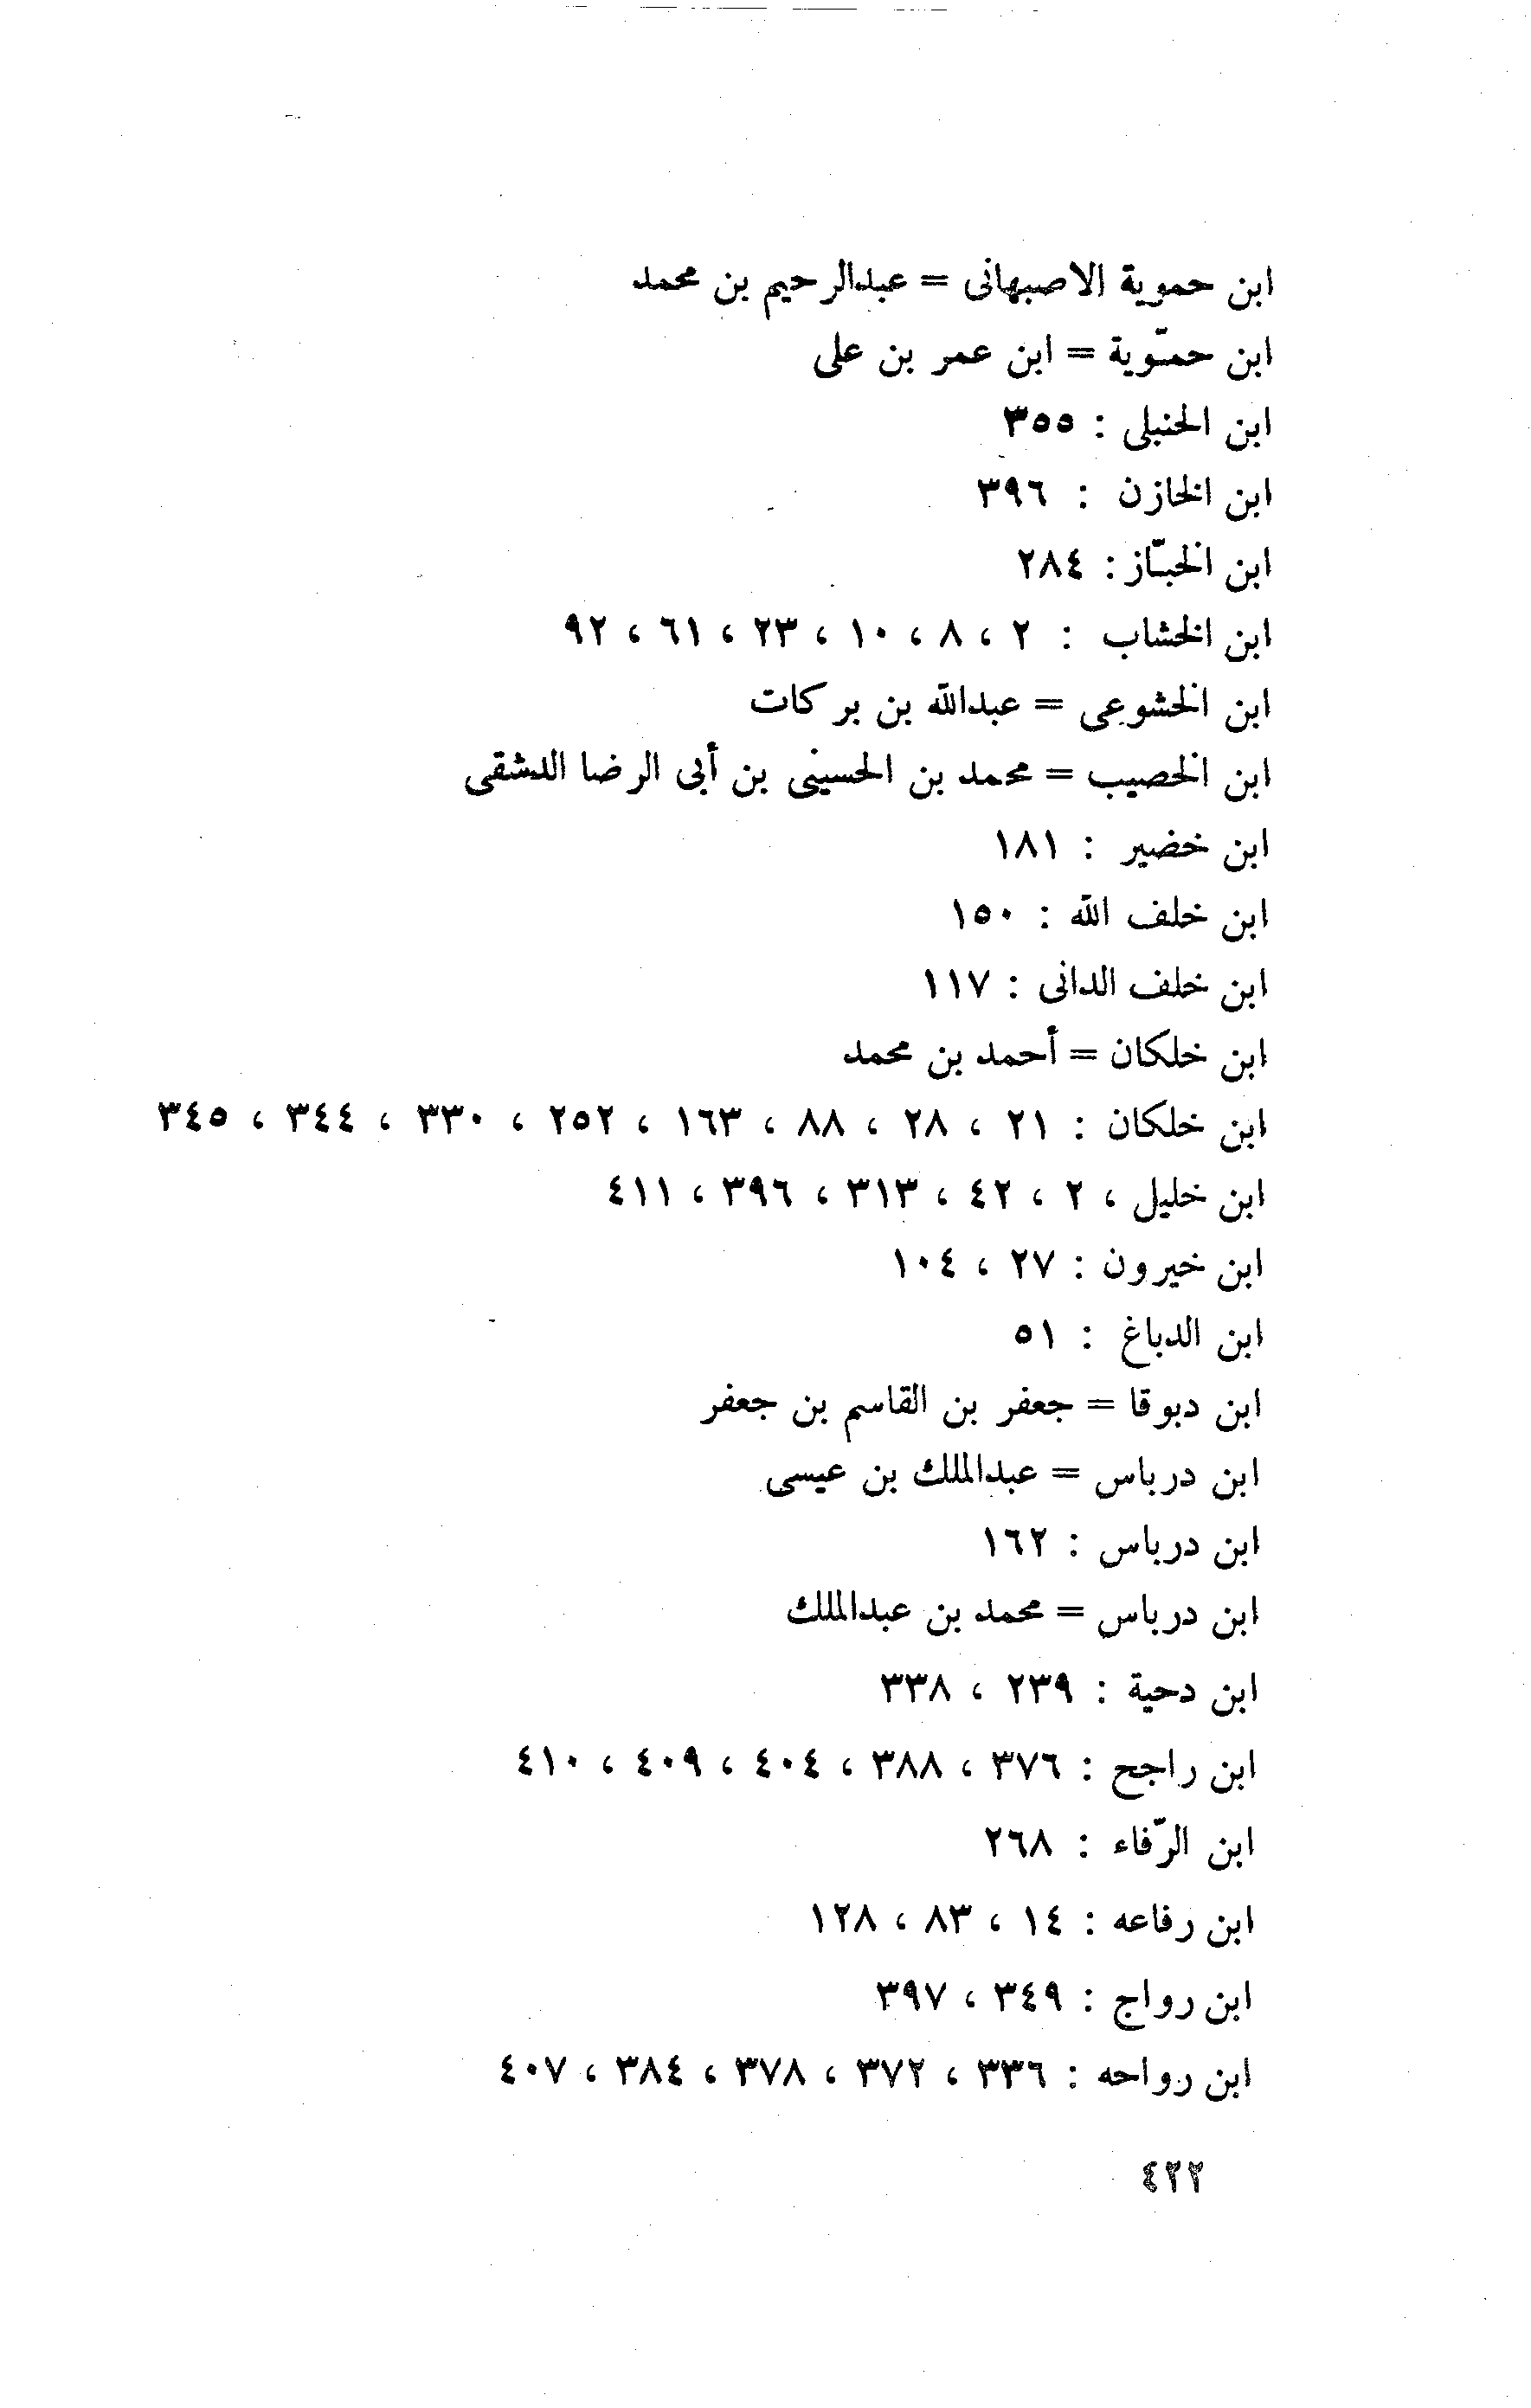 ابن حموية الاصبهانى = عبدالرحيم بن محمد
ابن حمّوية = ابن عمر بن على
ابن الحنبلى : ٣٥٥
ابن الخازن : ٣٩٦
ابن الخبّاز : ٢٨٤
ابن الخشاب : ٢ ، ٨ ، ١٠ ، ٢٣ ، ٦١ ، ٩٢
ابن الخشوعى = عبدالله بن بركات
ابن الخصيب = محمد بن الحسينى بن أبى الرضا الدشقى
ابن خضير : ١٨١
ابن خلف الله : ١٥٠
ابن خلف الدانى : ١١٧
ابن خلكان = أحمد بن محمد
ابن خلكان : ٢١ ، ٢٨ ، ٨٨ ، ١٦٣ ، ٢٥٢ ، ٣٣٠ ، ٣٤٤ ، ٣٤٥
ابن خليل ، ٢ ، ٤٢ ، ٣١٣ ، ٣٩٦ ، ٤١١
ابن خيرون : ٢٧ ، ١٠٤
ابن الدباغ : ٥١
ابن دبوقا = جعفر بن القاسم بن جعفر
ابن درباس = عبدالملك بن عيسى
ابن درباس : ١٦٢
ابن درباس = محمد بن عبدالملك
ابن دحية : ٢٣٩ ، ٣٣٨
ابن راجح : ٣٧٦ ، ٣٨٨ ، ٤٠٤ ، ٤٠٩ ، ٤١٠
ابن الرّفاء : ٢٦٨
ابن رفاعه : ١٤ ، ٨٣ ، ١٢٨
ابن رواج : ٣٤٩ ، ٣٩٧
ابن رواحه : ٣٣٦ ، ٣٧٢ ، ٣٧٨ ، ٣٨٤ ، ٤٠٧
٤٢٢